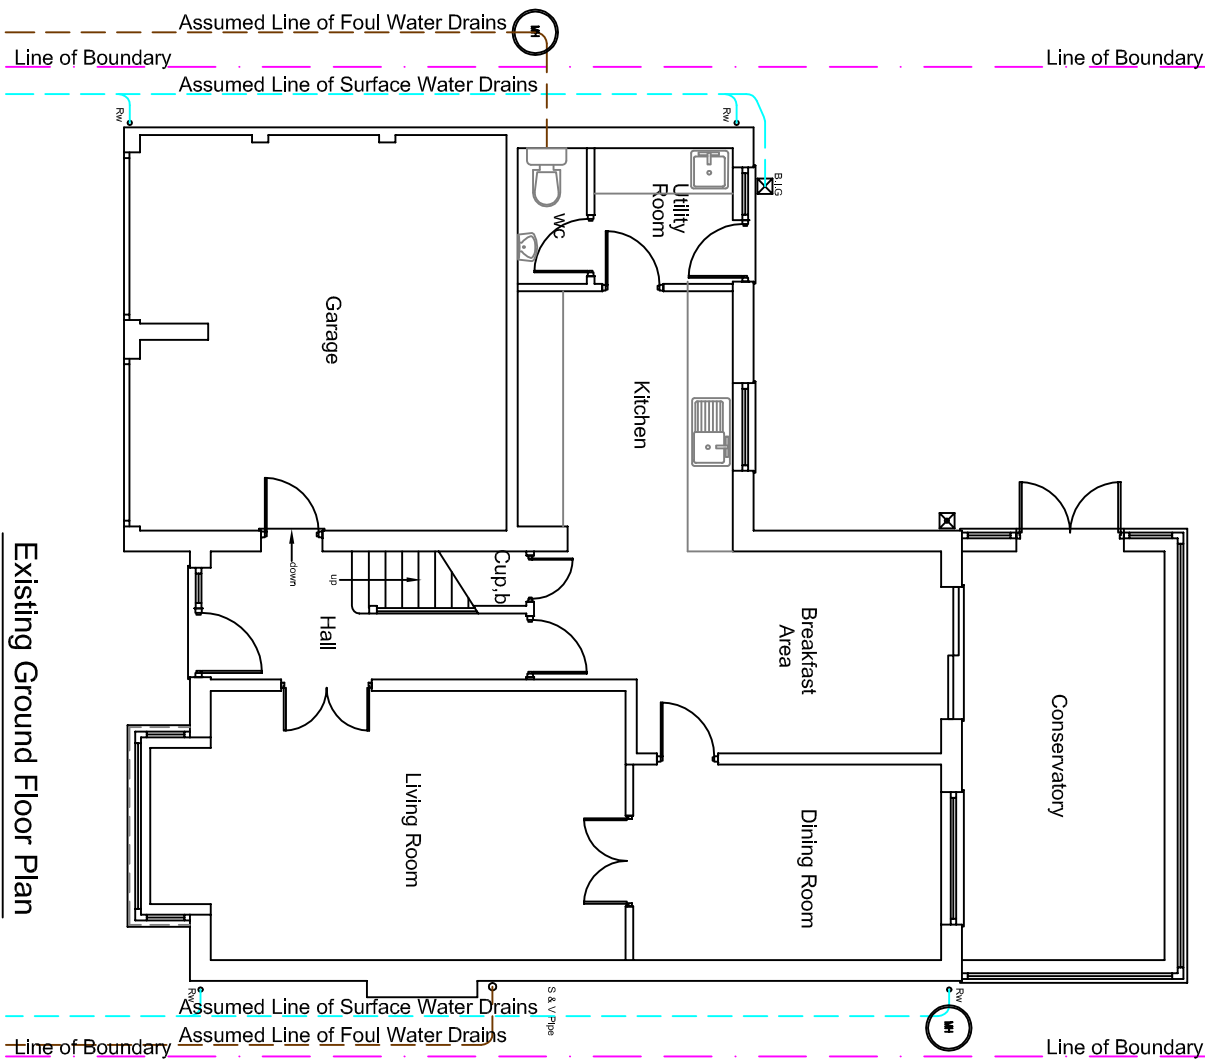 Assumed Line of Foul Water Drains
MH
Line of Boundary
Line of Boundary
Assumed Line of Surface Water Drains
Rw
Rw
B.I.G
Utility
Room
WC
Garage
Kitchen
Cup,b
down
up
Hall
Breakfast
Area
Conservatory
Living Room
Dining Room
Existing Ground Floor Plan
Rw
S & V Pipe
Rw
Assumed Line of Surface Water Drains
MH
Assumed Line of Foul Water Drains
Line of Boundary
Line of Boundary